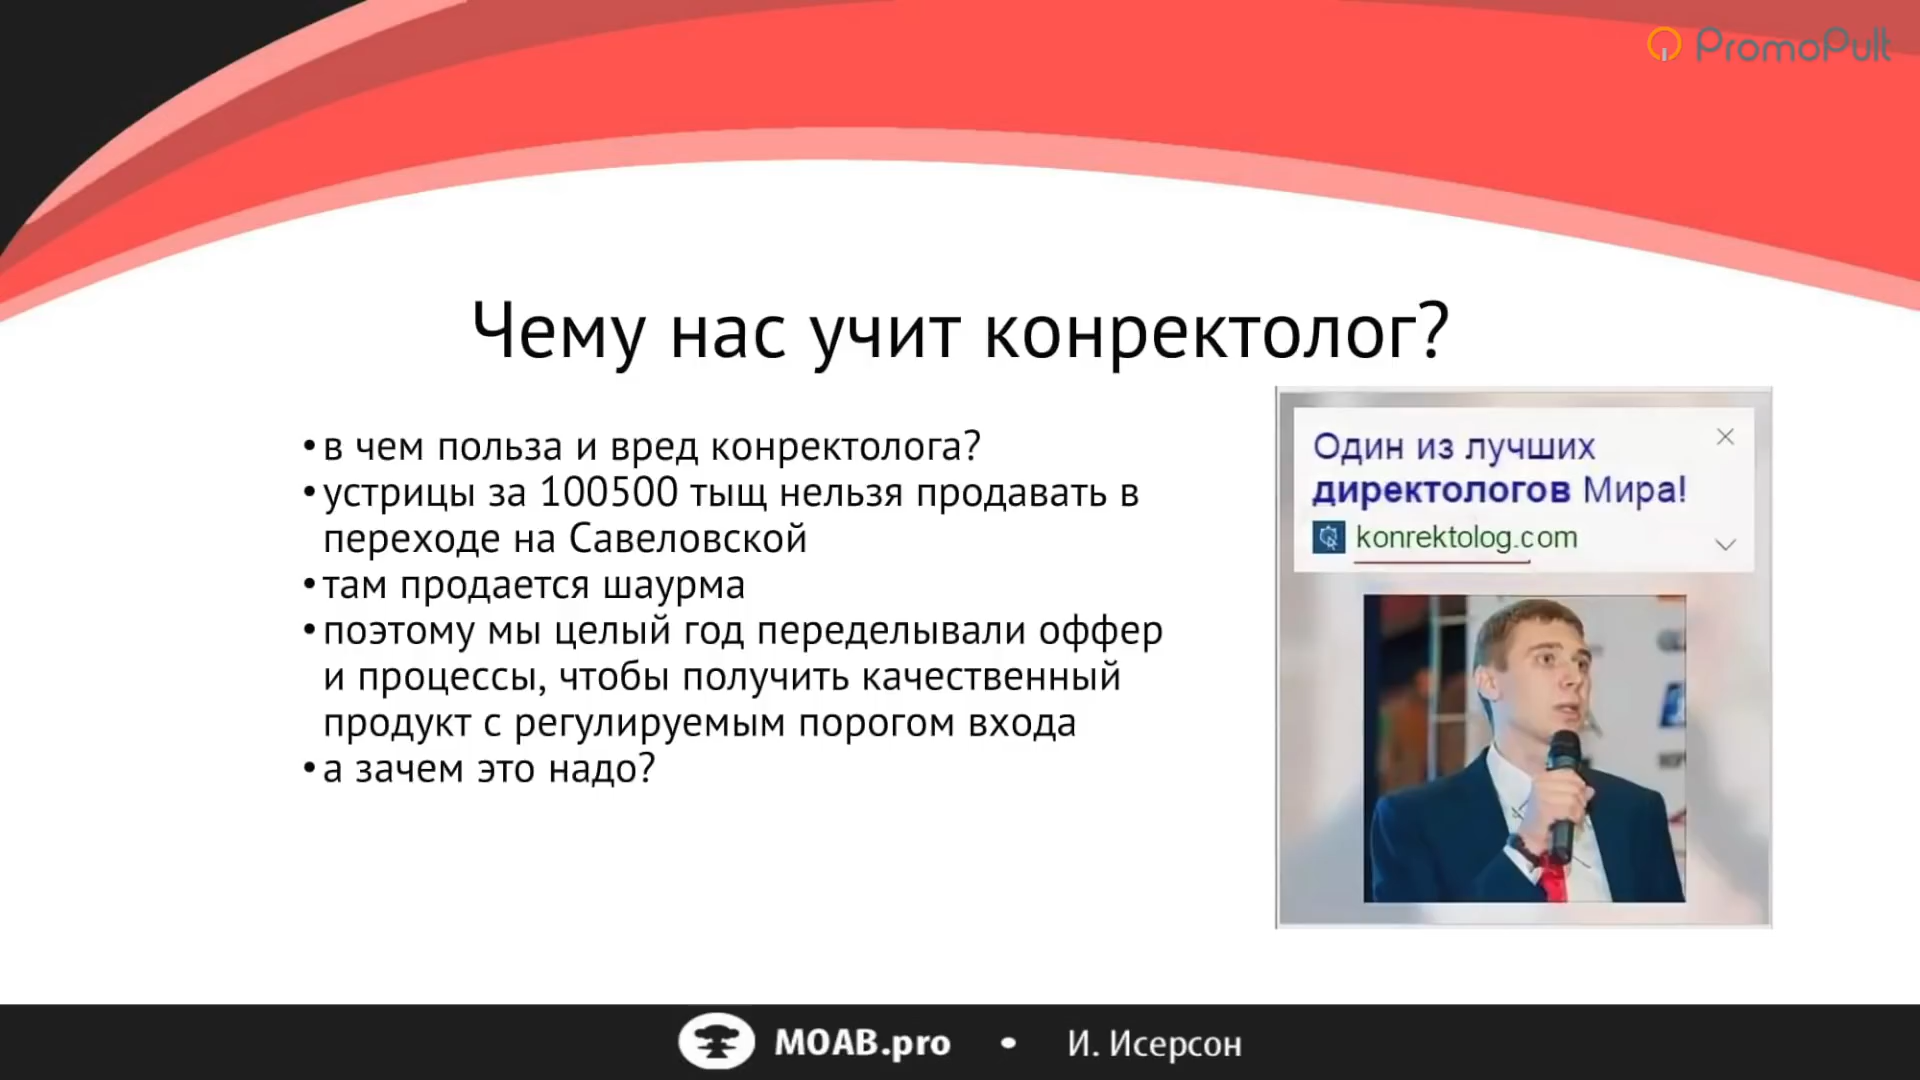 PromoPult
Чему нас учит конректолог?
• в чем польза и вред конректолога?
• устрицы за 100500 тыщ нельзя продавать в
переходе на Савеловской
• там продается шаурма
• поэтому мы целый год переделывали оффер
и процессы, чтобы получить качественный
продукт с регулируемым порогом входа
• а зачем это надо?
Один из лучших
директологов Мира!
konrektolog.com
MOAB.pro • И. Исерсон